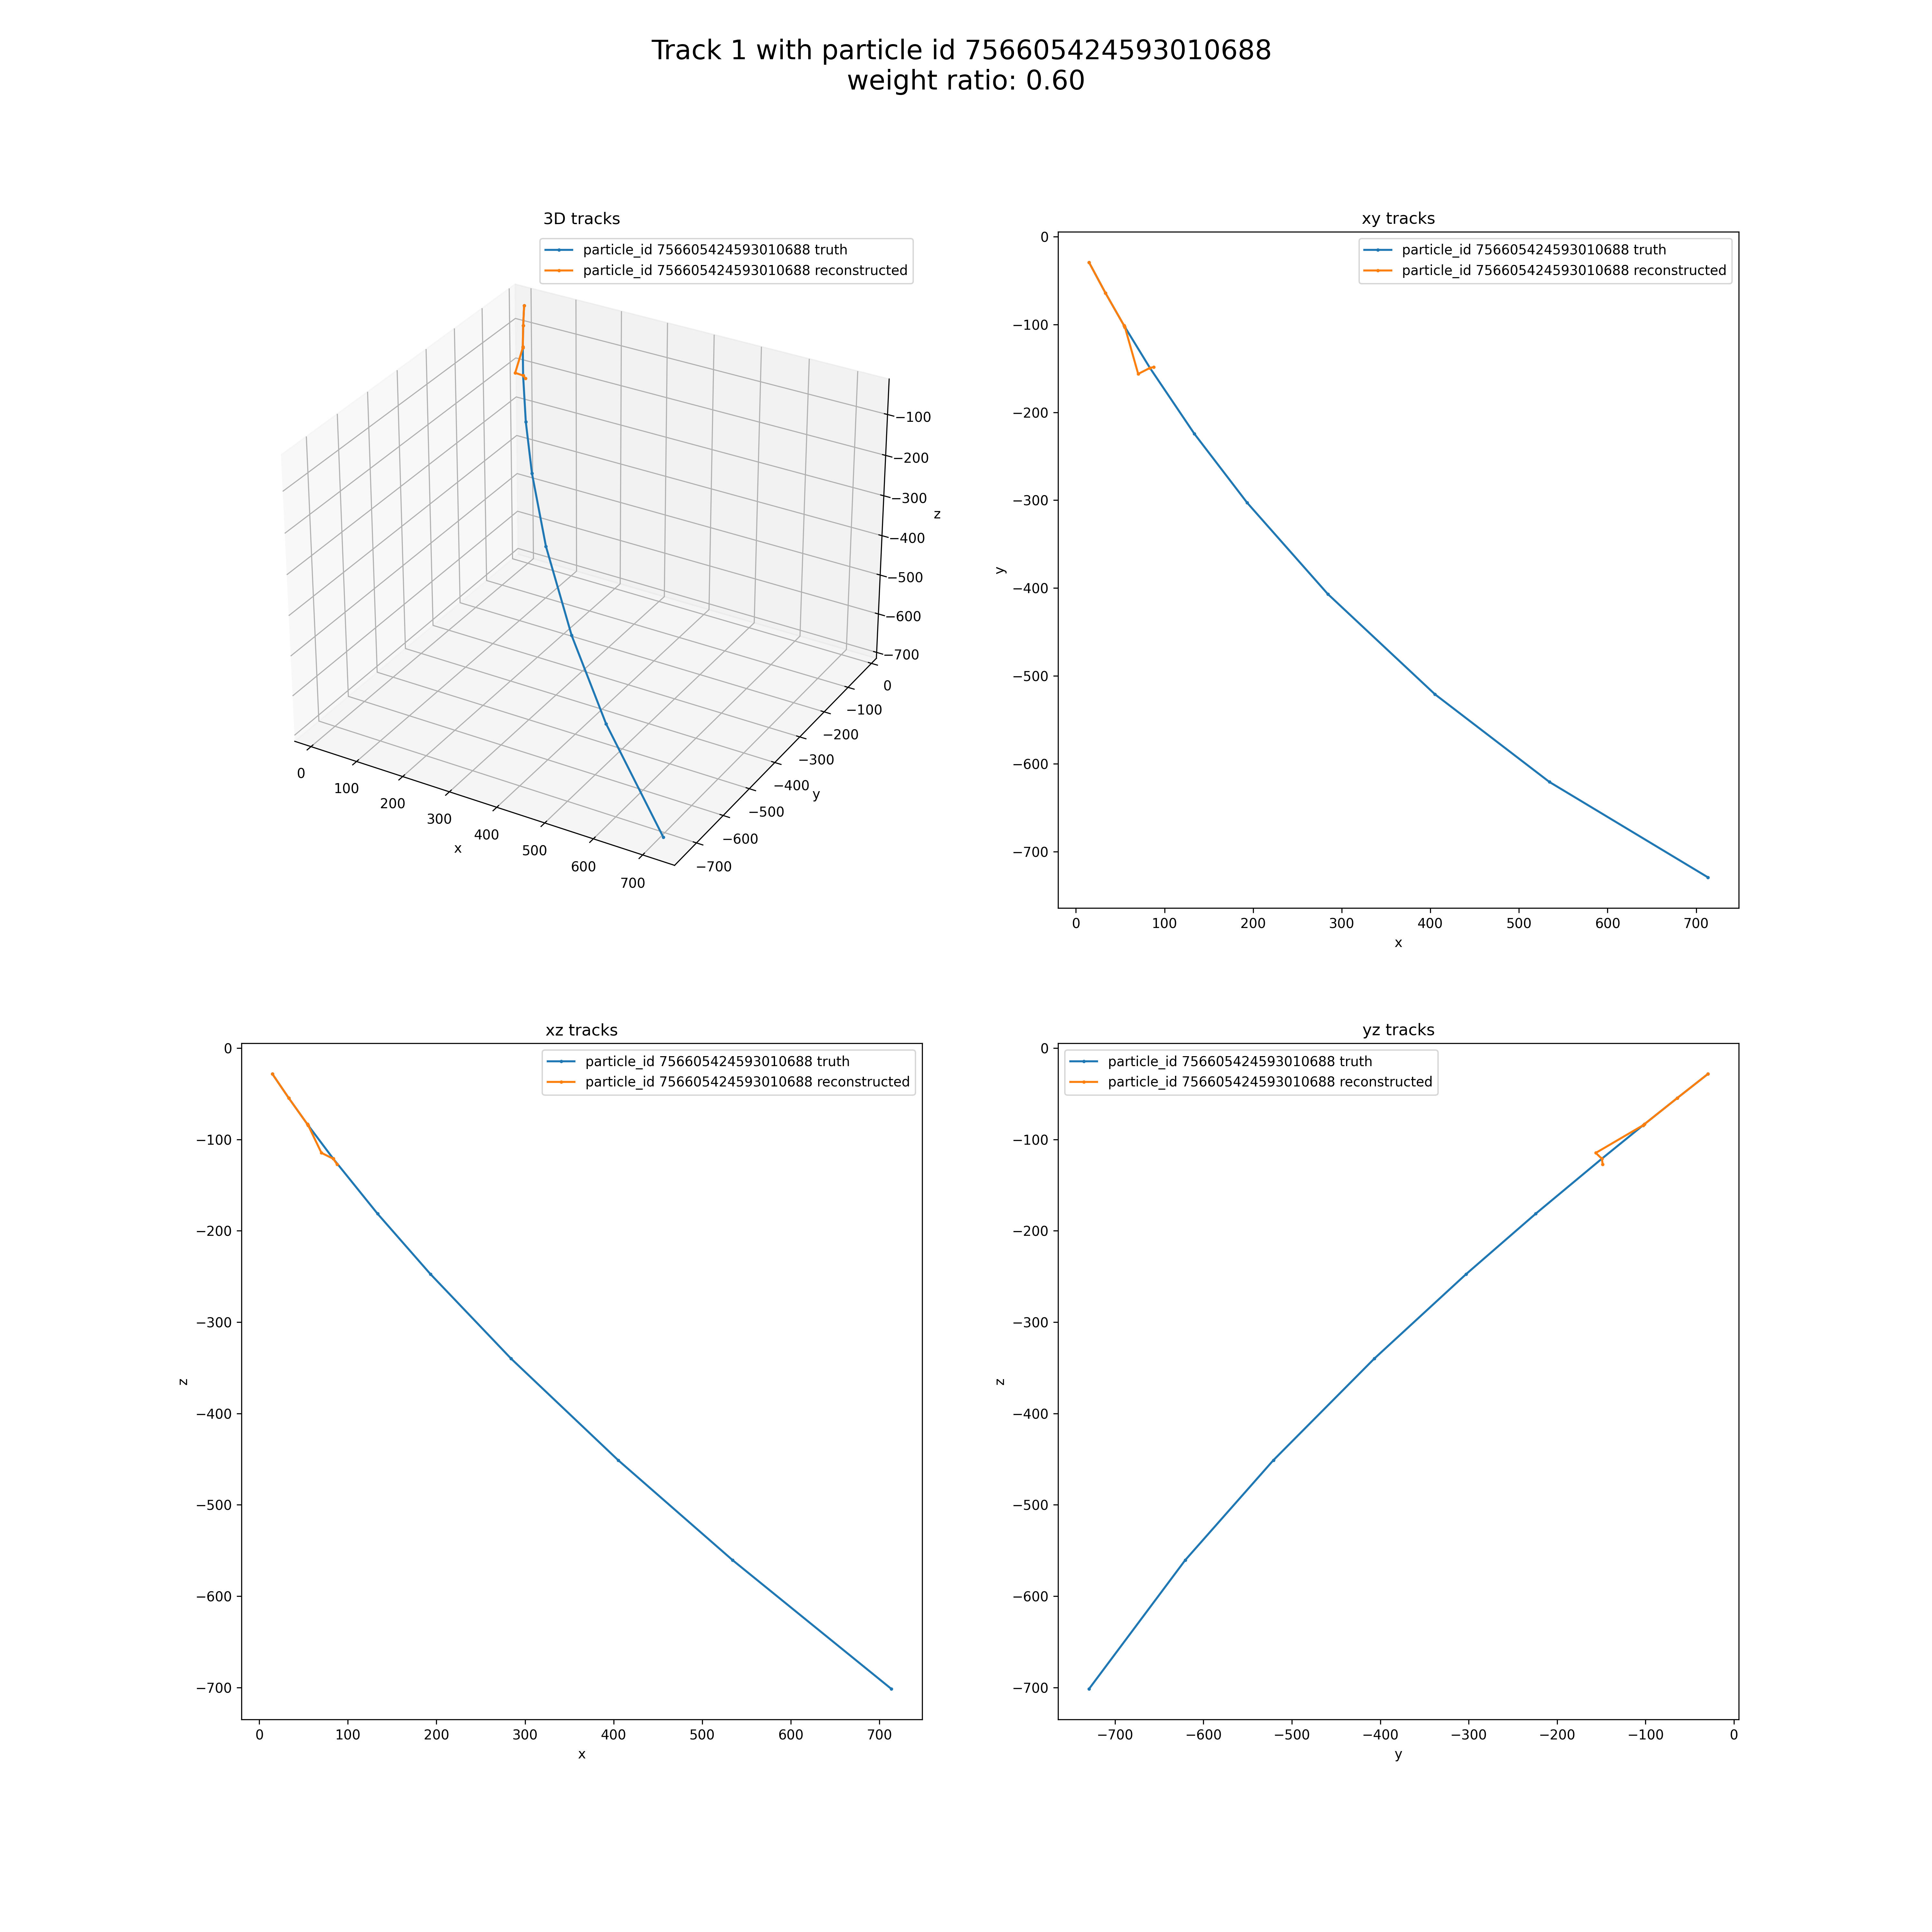 Track 1 with particle id 756605424593010688
weight ratio: 0.60
3D tracks
particle_id 756605424593010688 truth
particle_id 756605424593010688 reconstructed
−100
−200
−300
−400
−500
−600
−700
z
0
−100
−200
−300
−400
−500
−600
−700
y
0
100
200
300
400
500
600
700
x
xy tracks
particle_id 756605424593010688 truth
particle_id 756605424593010688 reconstructed
0
−100
−200
−300
−400
−500
−600
−700
y
0 100 200 300 400 500 600 700
x
xz tracks
particle_id 756605424593010688 truth
particle_id 756605424593010688 reconstructed
0
−100
−200
−300
−400
−500
−600
−700
z
0 100 200 300 400 500 600 700
x
yz tracks
particle_id 756605424593010688 truth
particle_id 756605424593010688 reconstructed
0
−100
−200
−300
−400
−500
−600
−700
z
−700 −600 −500 −400 −300 −200 −100 0
y